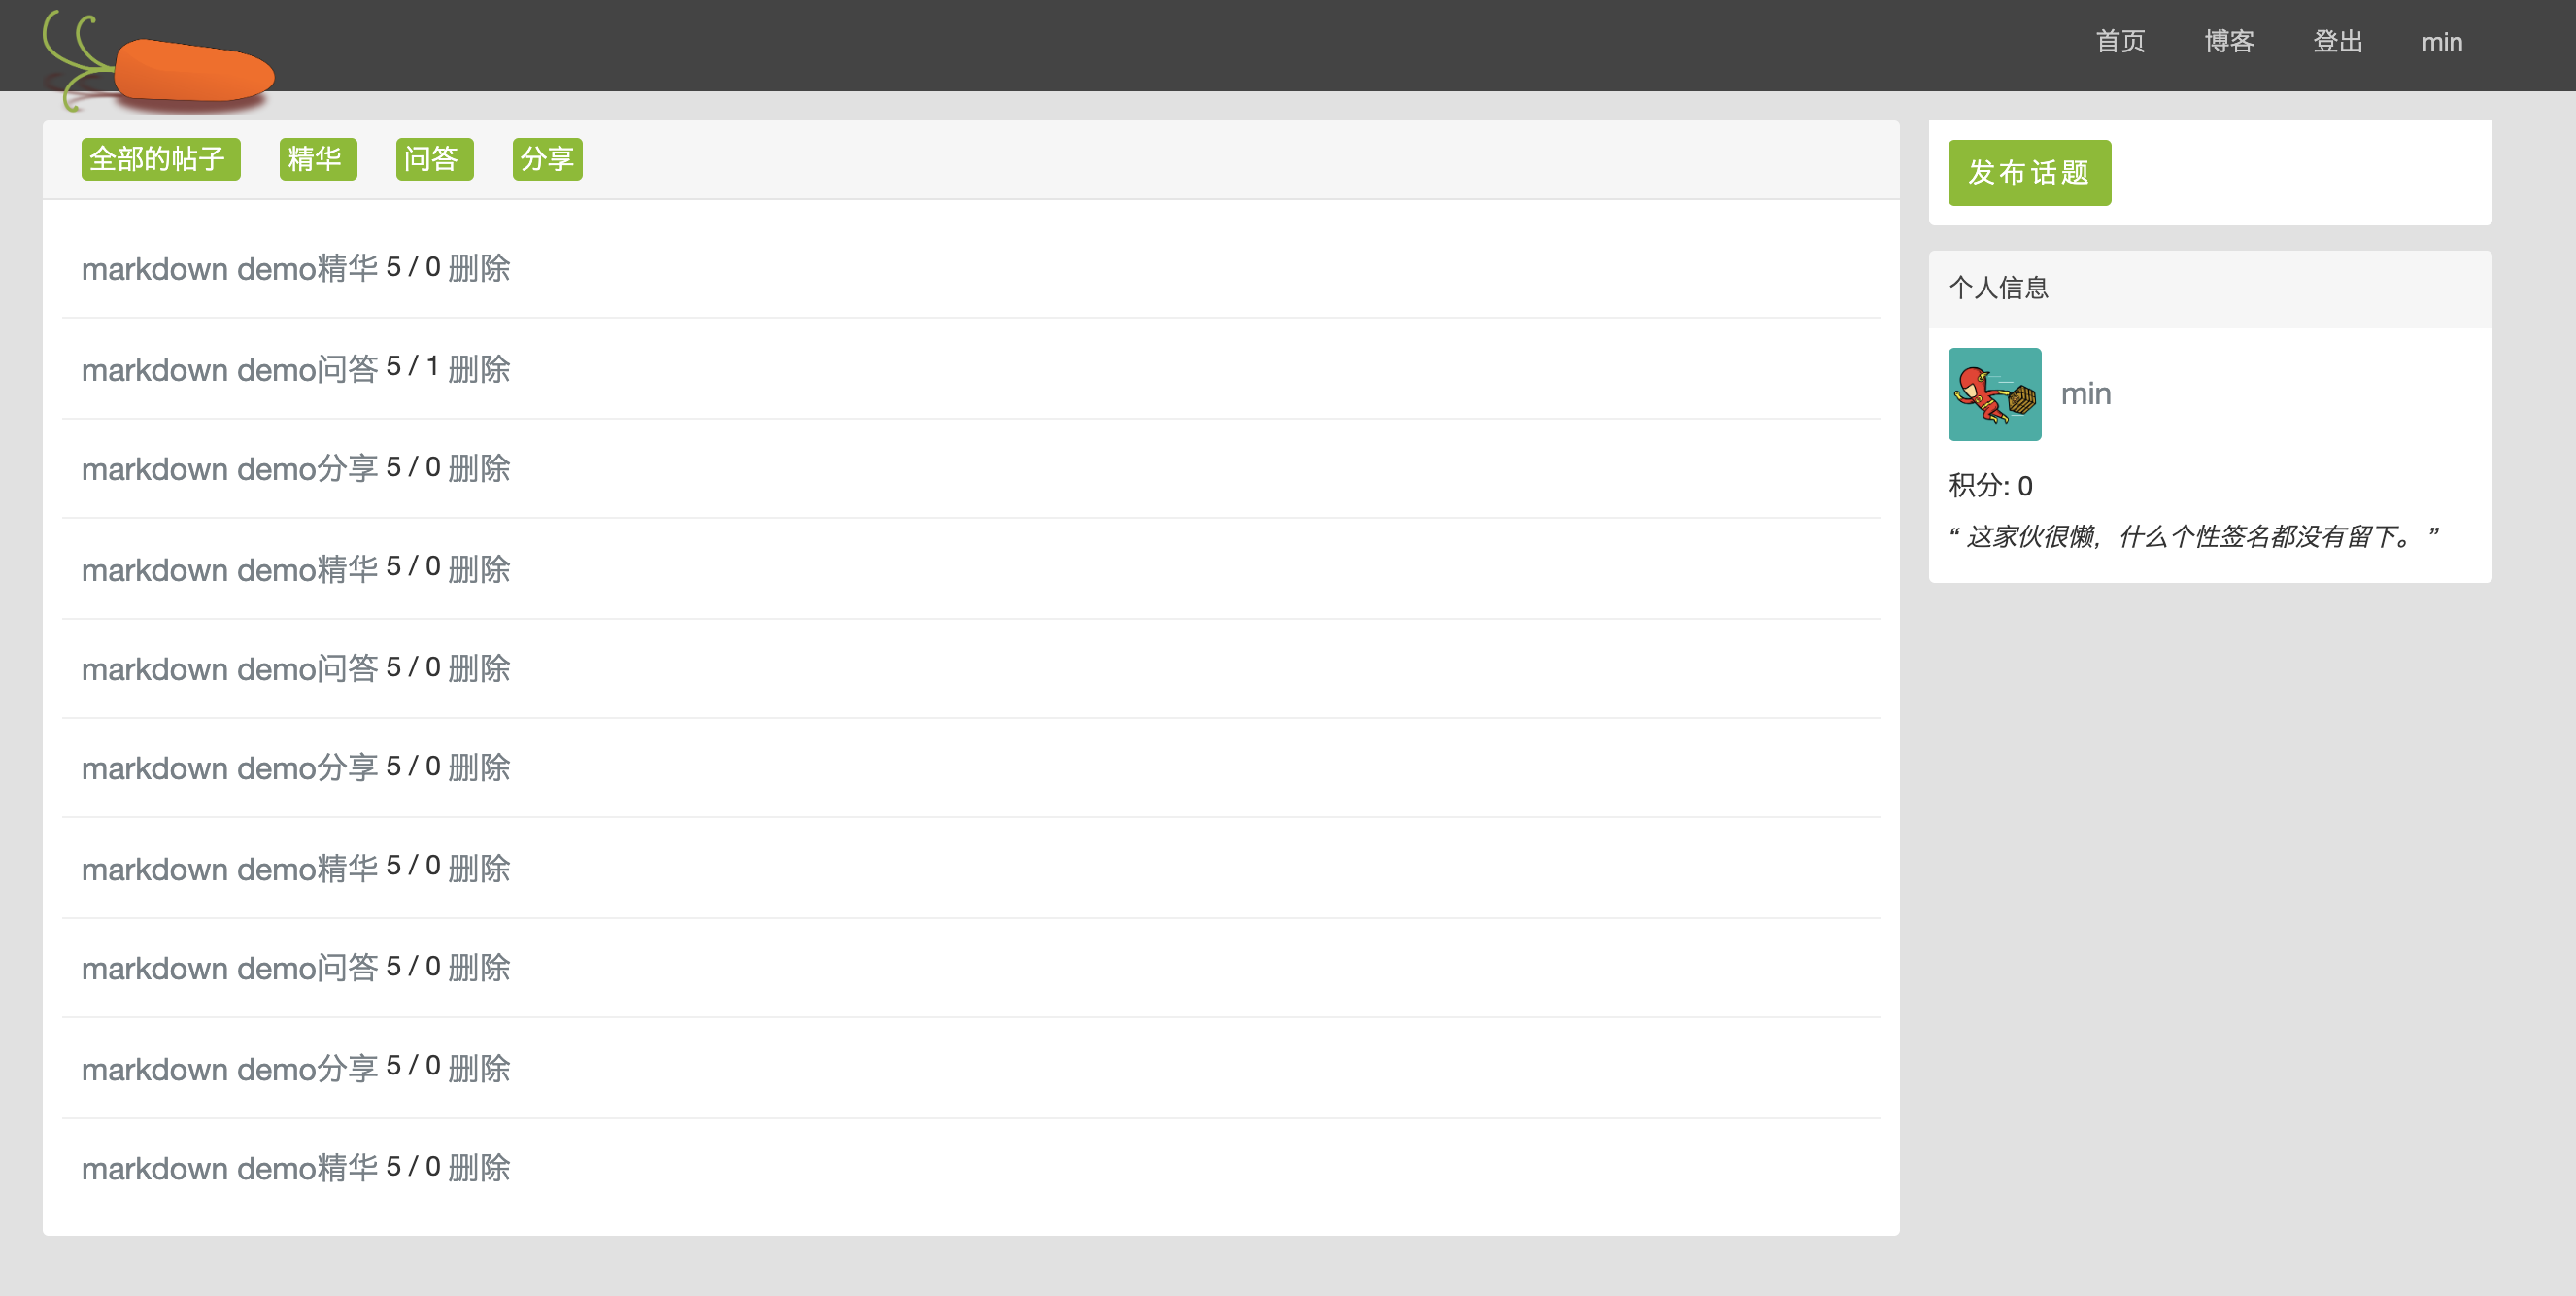 首页 博客 登出 min
全部的帖子 精华 问答 分享
markdown demo精华 5 / 0 删除
markdown demo问答 5 / 1 删除
markdown demo分享 5 / 0 删除
markdown demo精华 5 / 0 删除
markdown demo问答 5 / 0 删除
markdown demo分享 5 / 0 删除
markdown demo精华 5 / 0 删除
markdown demo问答 5 / 0 删除
markdown demo分享 5 / 0 删除
markdown demo精华 5 / 0 删除
发布话题
个人信息
min
积分: 0
“ 这家伙很懒，什么个性签名都没有留下。 ”